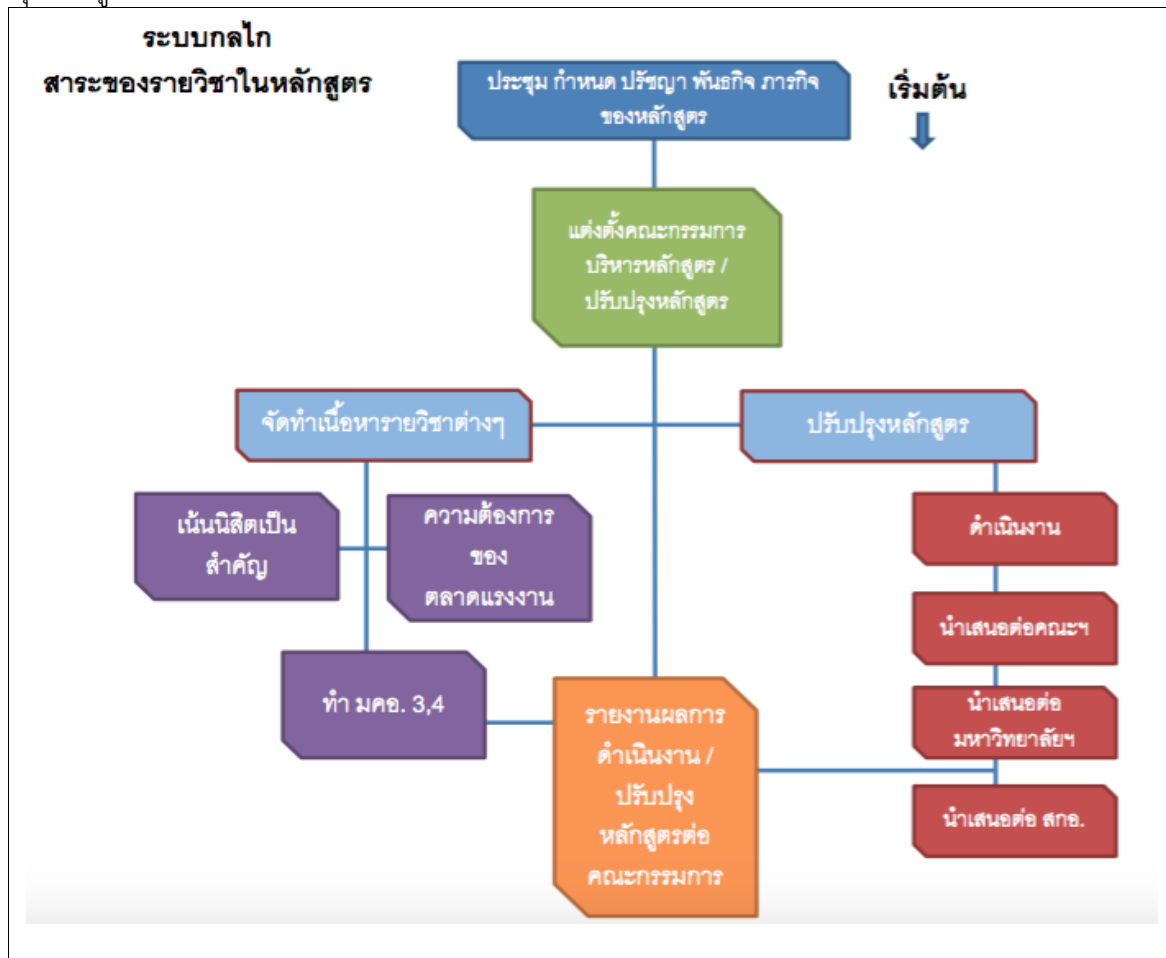 ระบบกลไก
สาระของรายวิชาในหลักสูตร
ประชุม กำหนด ปรัชญา พันธกิจ ภารกิจ
ของหลักสูตร
เริ่มต้น
แต่งตั้งคณะกรรมการ
บริหารหลักสูตร /
ปรับปรุงหลักสูตร
จัดทำเนื้อหารายวิชาต่างๆ
ปรับปรุงหลักสูตร
เน้นนิสิตเป็น
สำคัญ
ความต้องการ
ของ
ตลาดแรงงาน
ดำเนินงาน
นำเสนอต่อคณะฯ
ทำ มคอ. 3,4
รายงานผลการ
ดำเนินงาน /
ปรับปรุง
หลักสูตรต่อ
คณะกรรมการ
นำเสนอต่อ
มหาวิทยาลัยฯ
นำเสนอต่อ สกอ.